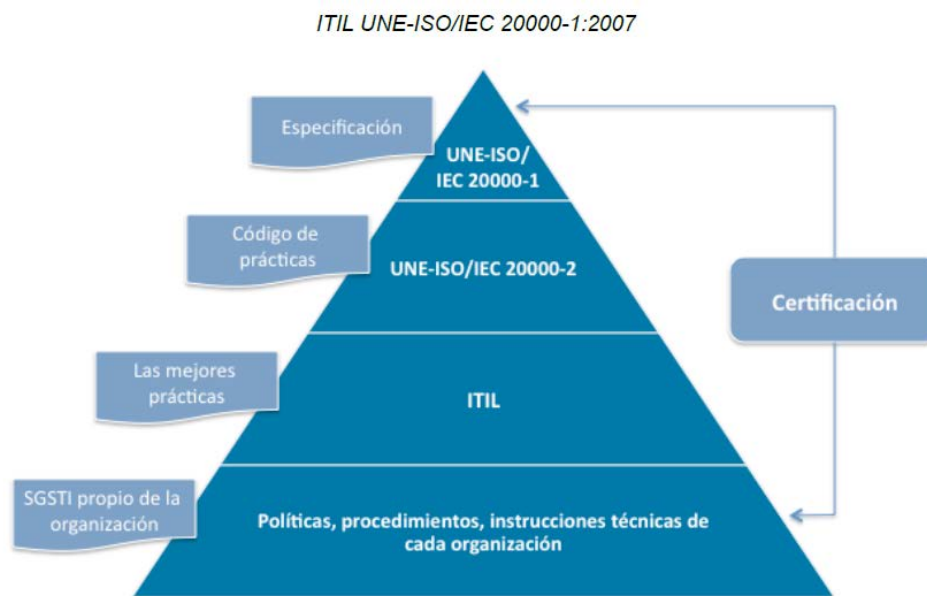 ITIL UNE-ISO/IEC 20000-1:2007
Especificación
UNE-ISO/
IEC 20000-1
Código de
prácticas
UNE-ISO/IEC 20000-2
Certificación
Las mejores
prácticas
ITIL
SGSTI propio de la
organización
Políticas, procedimientos, instrucciones técnicas de
cada organización